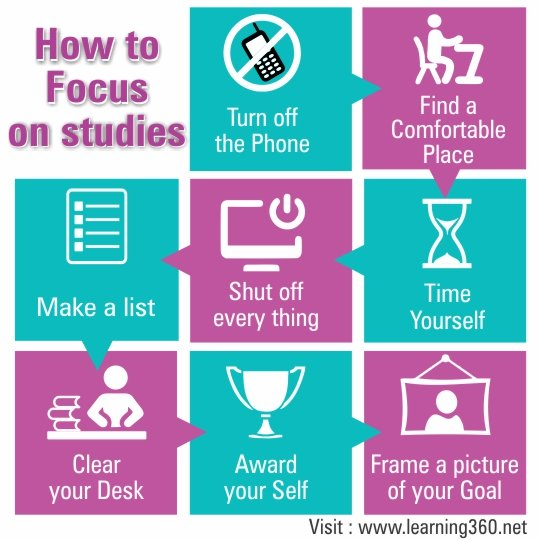 How to
Focus
on studies
Turn off
the Phone
Find a
Comfortable
Place
Time
Yourself
Shut off
every thing
Make a list
Clear
your Desk
Award
your Self
Frame a picture
of your Goal
Visit : www.learning360.net